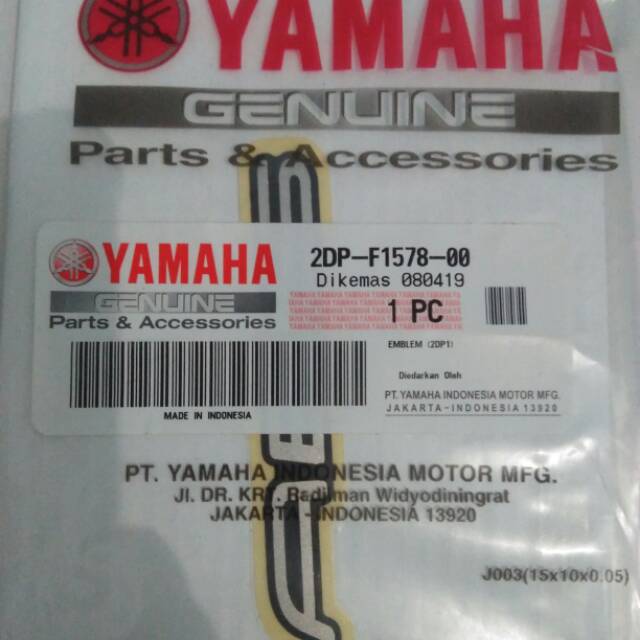 YAMAHA
GENUINE
Parts & Accessories
YAMAHA
GENUINE
Parts & Accessories
2DP-F1578-00
Dikemas 080419
1 PC
EMBLEM (2DP1)
Diedarkan Oleh
PT. YAMAHA INDONESIA MOTOR MFG.
JAKARTA-INDONESIA 13920
MADE IN INDONESIA
PT. YAMAHA INDONESIA MOTOR MFG.
Jl. DR. KRT. Radjiman Widyodiningrat
JAKARTA - INDONESIA 13920
J003(15x10x0.05)